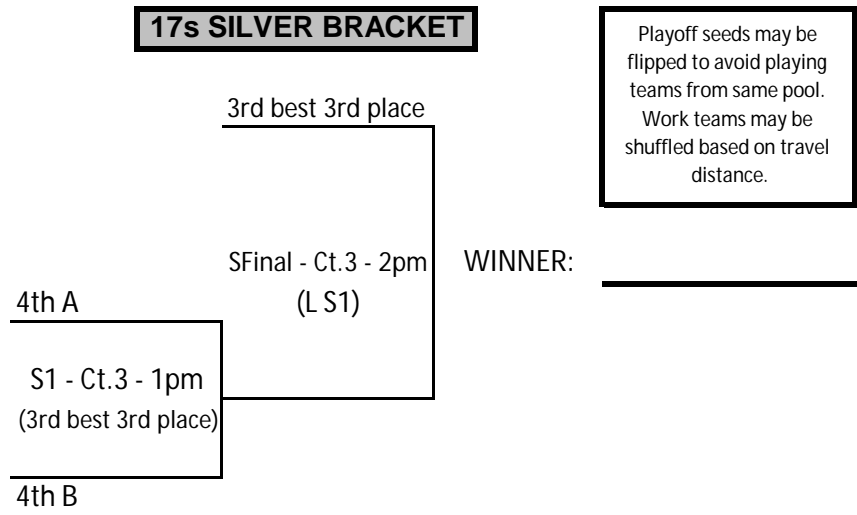 17s SILVER BRACKET
Playoff seeds may be
flipped to avoid playing
teams from same pool.
Work teams may be
shuffled based on travel
distance.
3rd best 3rd place
SFinal - Ct.3 - 2pm
(L S1)
WINNER:
4th A
S1 - Ct.3 - 1pm
(3rd best 3rd place)
4th B